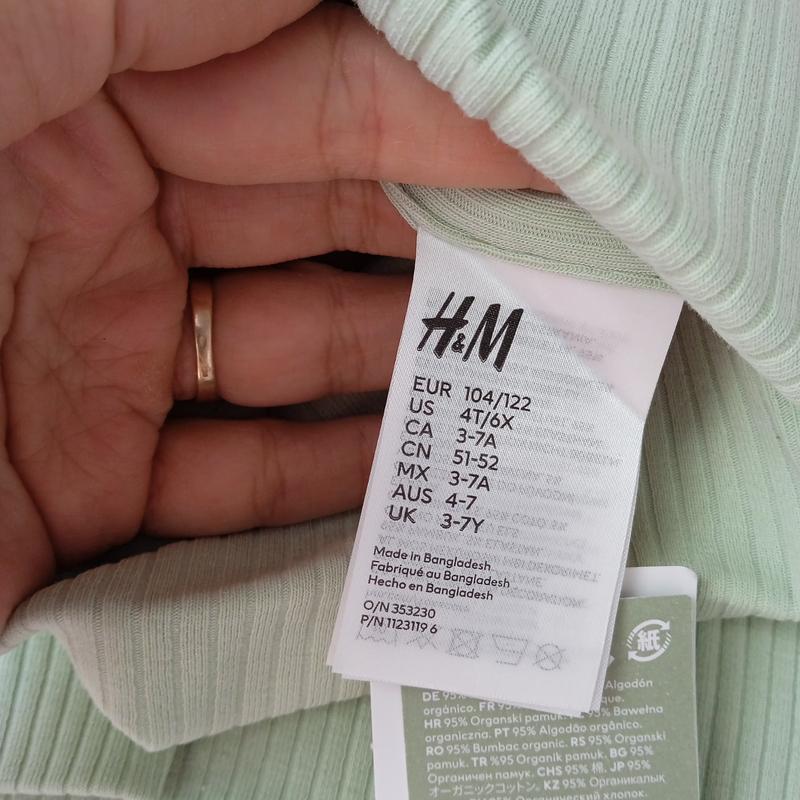 H&M
EUR 104/122
US 4T/6X
CA 3-7A
CN 51-52
MX 3-7A
AUS 4-7
UK 3-7Y
Made in Bangladesh
Fabriqué au Bangladesh
Hecho en Bangladesh
O/N 353230
P/N 1123119 6
紙
Algodón
DE 95%
orgánico. FR
HR 95% Organski pamuk. 95% Bawełna
organiczna. PT 95% Algodão orgânico.
RO 95% Bumbac organic. RS 95% Organski
pamuk. TR %95 Organik pamuk. BG 95%
Органичен памук. CHS 95% 棉. JP 95%
オーガニックコットン. KZ 95% Органикалық
95% Органический хлопок.